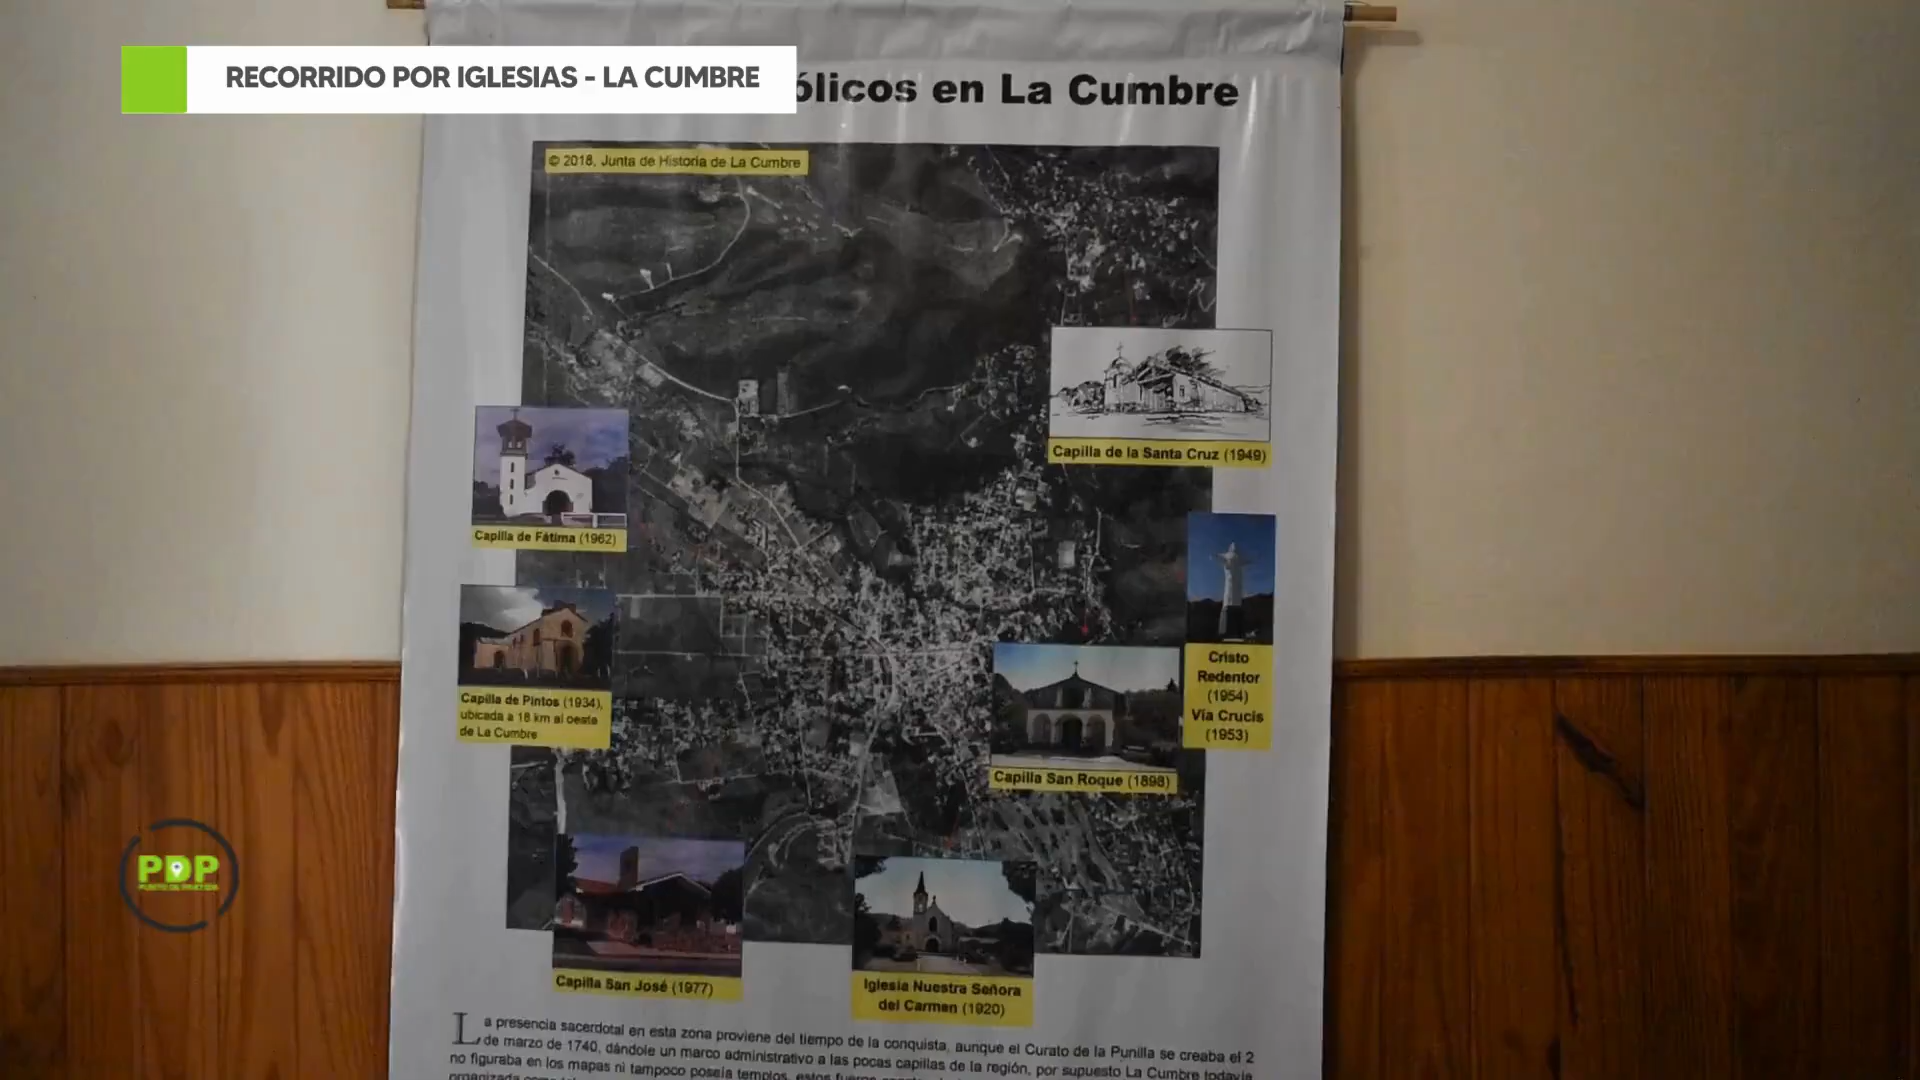 RECORRIDO POR IGLESIAS - LA CUMBRE
ólicos en La Cumbre
© 2018, Junta de Historia de La Cumbre
Capilla de la Santa Cruz (1949)
Capilla de Fátima (1962)
Cristo
Redentor
(1954)
Vía Crucis
(1953)
Capilla de Pintos (1934),
ubicada a 18 km al oeste
de La Cumbre
Capilla San Roque (1898)
PDP
PUNTO DE PARTIDA
Capilla San José (1977)
Iglesia Nuestra Señora
del Carmen (1920)
La presencia sacerdotal en esta zona proviene del tiempo de la conquista, aunque el Curato de la Punilla se creaba el 2
de marzo de 1740, dándole un marco administrativo a las pocas capillas de la región, por supuesto La Cumbre todavía
no figuraba en los mapas ni tampoco poseía templos, estos fueron